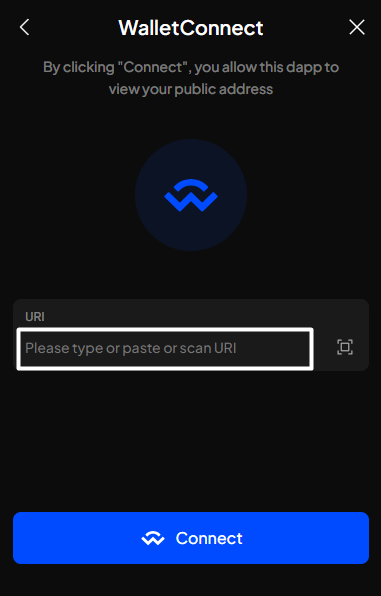 WalletConnect
By clicking "Connect", you allow this dapp to
view your public address
URI
Please type or paste or scan URI
Connect